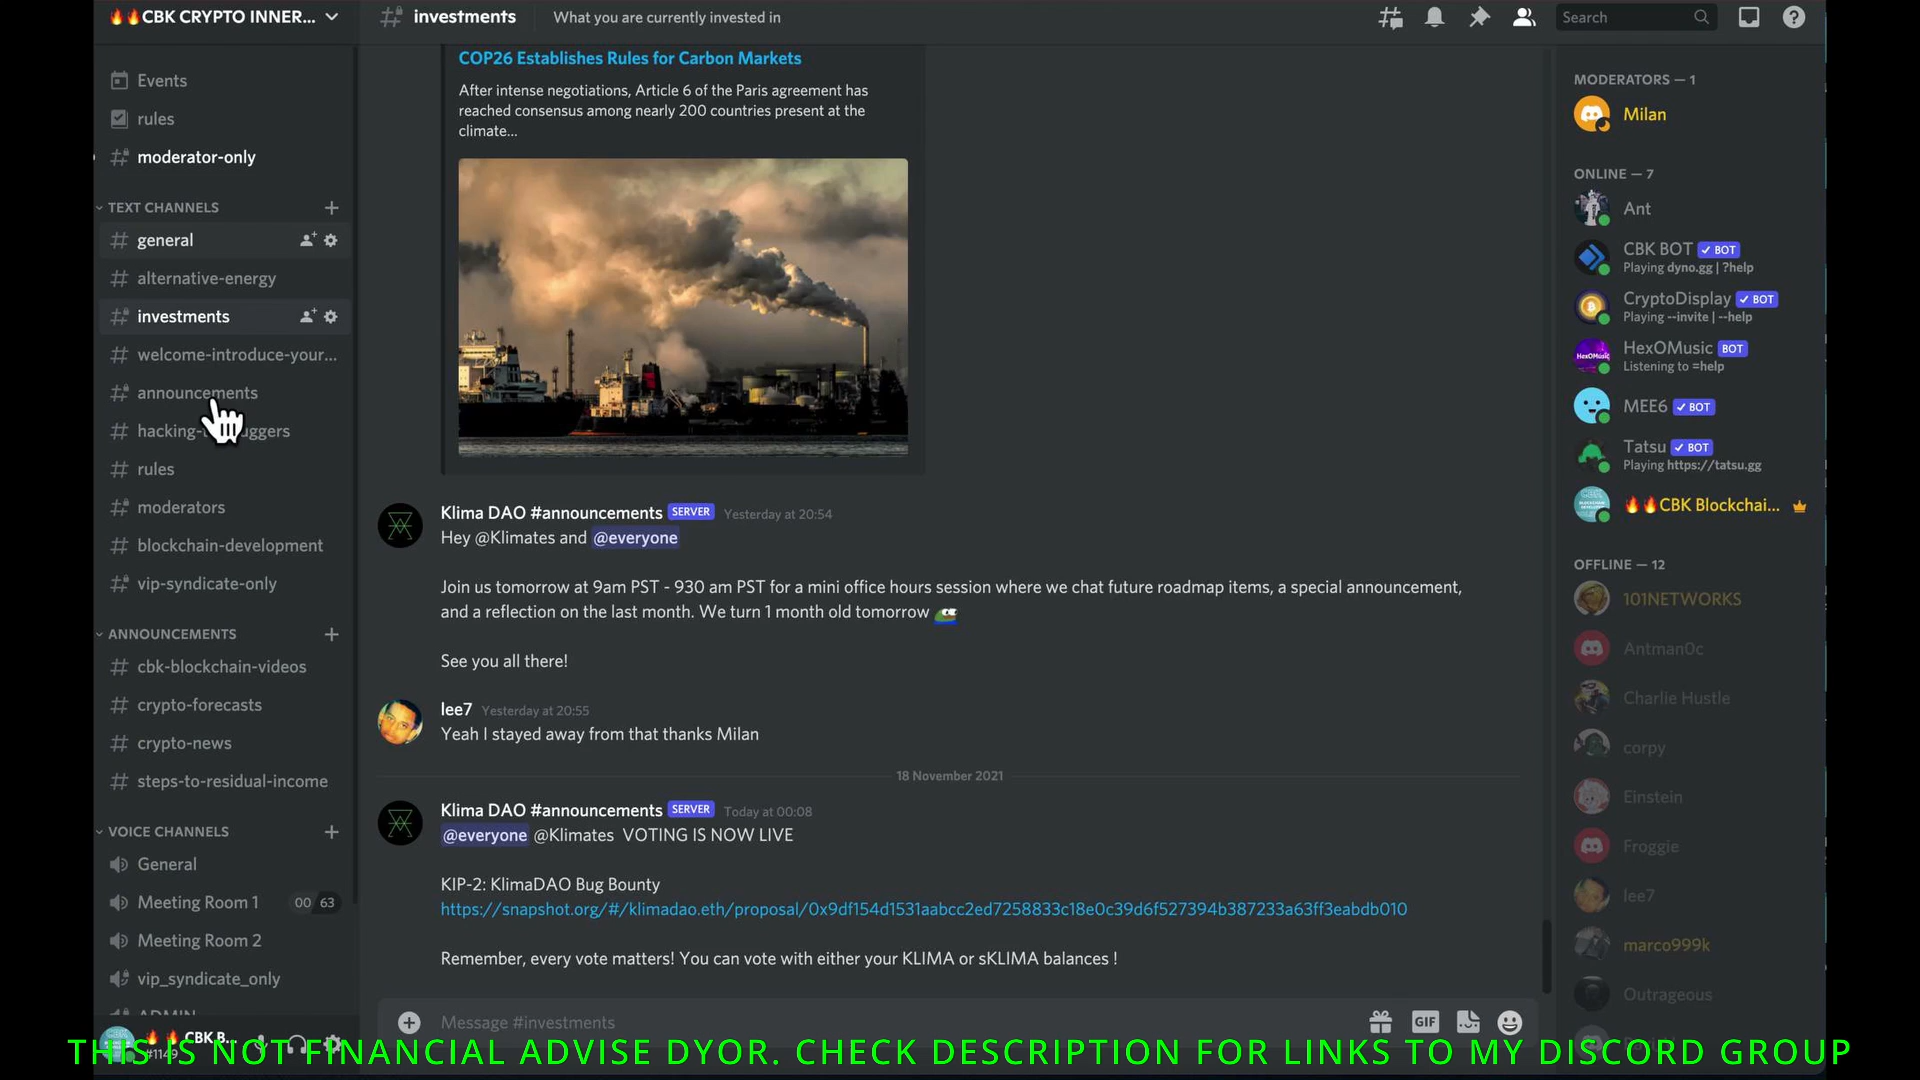 🔥🔥CBK CRYPTO INNER...
Events
rules
moderator-only
TEXT CHANNELS
general
alternative-energy
investments
welcome-introduce-your...
announcements
hacking-
uggers
rules
moderators
blockchain-development
vip-syndicate-only
ANNOUNCEMENTS
cbk-blockchain-videos
crypto-forecasts
crypto-news
steps-to-residual-income
VOICE CHANNELS
General
Meeting Room 1 00 63
Meeting Room 2
vip_syndicate_only
ADMIN
🔥🔥 CBK B...
#1149
investments What you are currently invested in
Search
COP26 Establishes Rules for Carbon Markets
After intense negotiations, Article 6 of the Paris agreement has
reached consensus among nearly 200 countries present at the
climate...
Klima DAO #announcements SERVER Yesterday at 20:54
Hey @Klimates and @everyone
Join us tomorrow at 9am PST - 930 am PST for a mini office hours session where we chat future roadmap items, a special announcement,
and a reflection on the last month. We turn 1 month old tomorrow
See you all there!
lee7 Yesterday at 20:55
Yeah I stayed away from that thanks Milan
18 November 2021
Klima DAO #announcements SERVER Today at 00:08
@everyone @Klimates VOTING IS NOW LIVE
KIP-2: KlimaDAO Bug Bounty
https://snapshot.org/#/klimadao.eth/proposal/0x9df154d1531aabcc2ed7258833c18e0c39d6f527394b387233a63ff3eabdb010
Remember, every vote matters! You can vote with either your KLIMA or sKLIMA balances !
Message #investments
GIF
MODERATORS — 1
Milan
ONLINE — 7
Ant
CBK BOT ✓ BOT
Playing dyno.gg | ?help
CryptoDisplay ✓ BOT
Playing --invite | --help
HexOMusic
HexOMusic BOT
Listening to =help
MEE6 ✓ BOT
Tatsu ✓ BOT
Playing https://tatsu.gg
🔥🔥CBK Blockchai...
OFFLINE — 12
101NETWORKS
Antman0c
Charlie Hustle
corpy
Einstein
Froggie
lee7
marco999k
Outrageous
THIS IS NOT FINANCIAL ADVISE DYOR. CHECK DESCRIPTION FOR LINKS TO MY DISCORD GROUP